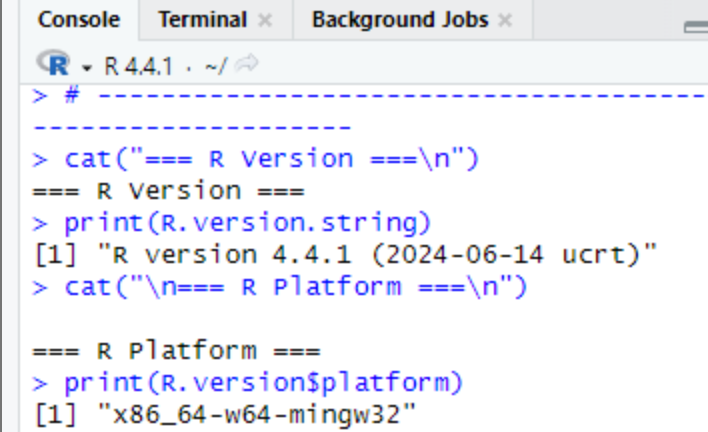 Console Terminal × Background Jobs ×
R R 4.4.1 · ~/
> # --------------------------------------
--------------------
> cat("=== R Version ===\n")
=== R Version ===
> print(R.version.string)
[1] "R version 4.4.1 (2024-06-14 ucrt)"
> cat("\n=== R Platform ===\n")

=== R Platform ===
> print(R.version$platform)
[1] "x86_64-w64-mingw32"